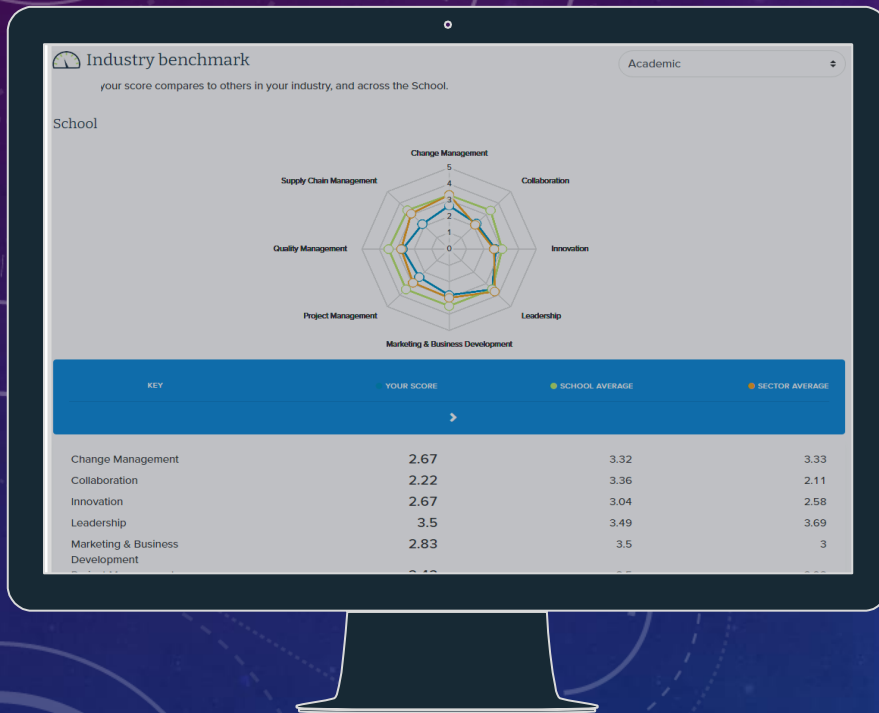 Industry benchmark
Academic
your score compares to others in your industry, and across the School.
School
Change Management
5
4
3
2
1
0
Supply Chain Management
Collaboration
Quality Management
Innovation
Project Management
Leadership
Marketing & Business Development
KEY YOUR SCORE SCHOOL AVERAGE SECTOR AVERAGE
Change Management 2.67 3.32 3.33
Collaboration 2.22 3.36 2.11
Innovation 2.67 3.04 2.58
Leadership 3.5 3.49 3.69
Marketing & Business 2.83 3.5 3
Development